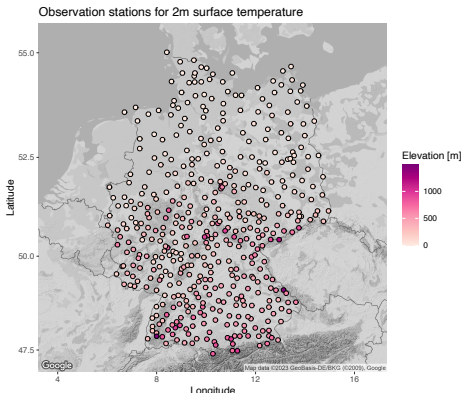 Observation stations for 2m surface temperature
55.0
52.5
50.0
47.5
Latitude
4
8
12
16
Longitude
Elevation [m]
1000
500
0
Google
Map data ©2023 GeoBasis-DE/BKG (©2009), Google